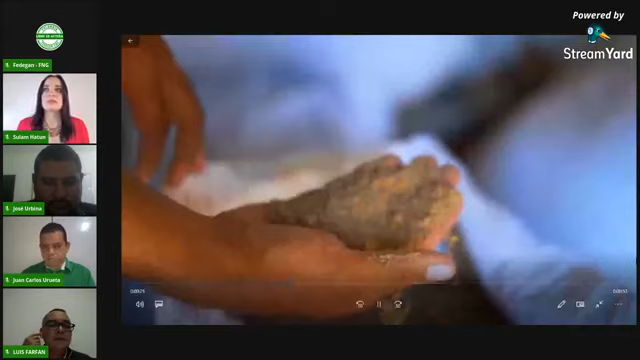 Powered by
StreamYard
Fedegan - FNG
Sulam Hatun
José Urbina
Juan Carlos Urueta
LUIS FARFAN